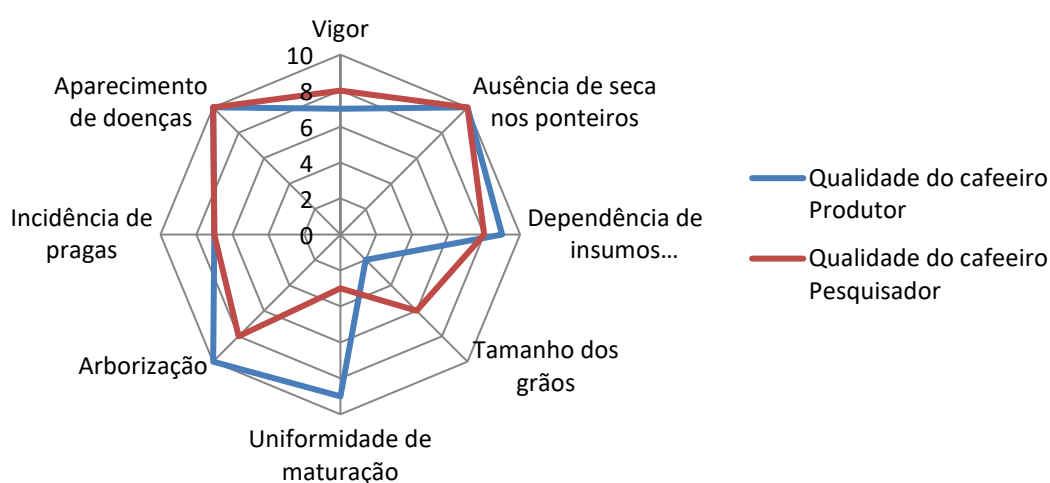 Vigor
10
8
6
4
2
0
Ausência de seca
nos ponteiros
Dependência de
insumos...
Tamanho dos
grãos
Uniformidade de
maturação
Arborização
Incidência de
pragas
Aparecimento
de doenças
Qualidade do cafeeiro
Produtor
Qualidade do cafeeiro
Pesquisador